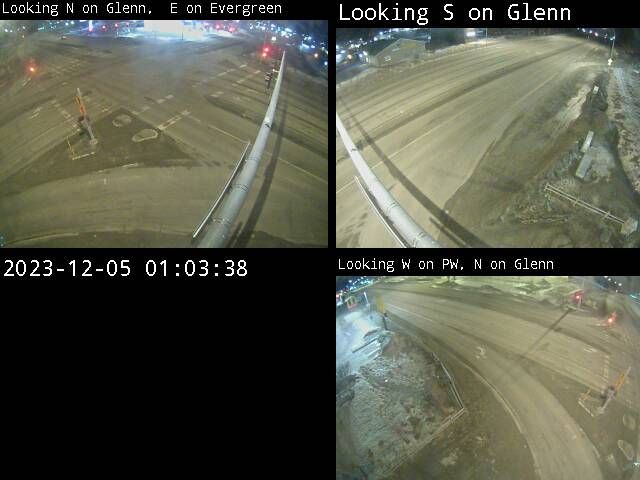 Looking N on Glenn,  E on Evergreen
Looking S on Glenn
2023-12-05 01:03:38
Looking W on PW, N on Glenn